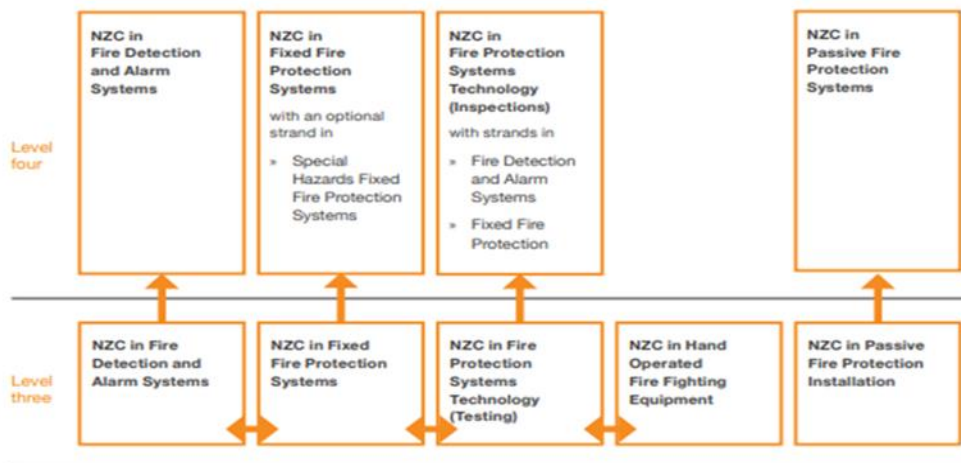 NZC in
Fire Detection
and Alarm
Systems
NZC in
Fixed Fire
Protection
Systems
with an optional
strand in
» Special
Hazards Fixed
Fire Protection
Systems
NZC in
Fire Protection
Systems
Technology
(Inspections)
with strands in
» Fire Detection
and Alarm
Systems
» Fixed Fire
Protection
NZC in
Passive Fire
Protection
Systems
Level
four
NZC in Fire
Detection and
Alarm Systems
NZC in Fixed
Fire Protection
Systems
NZC in Fire
Protection
Systems
Technology
(Testing)
NZC in Hand
Operated
Fire Fighting
Equipment
NZC in Passive
Fire Protection
Installation
Level
three